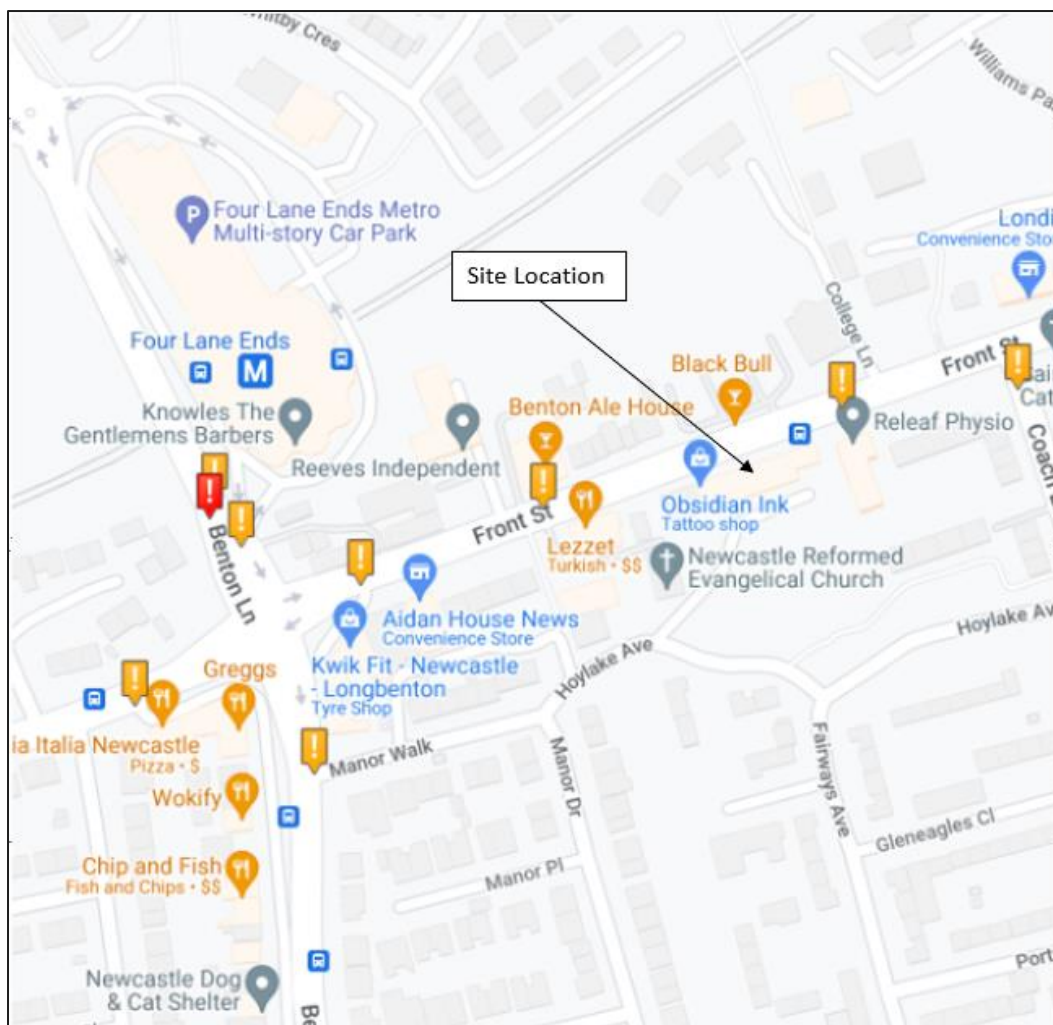 Whitby Cres
Williams Pa
P
Four Lane Ends Metro
Multi-story Car Park
Site Location
Londi
Convenience Sto
College Ln
Four Lane Ends
M
Black Bull
Front St
Knowles The
Gentlemens Barbers
Benton Ale House
Reeves Independent
Releaf Physio
Cat
Coach
Obsidian Ink
Tattoo shop
Front St
Lezzet
Turkish • $$
Newcastle Reformed
Evangelical Church
Benton Ln
Aidan House News
Convenience Store
Kwik Fit - Newcastle
- Longbenton
Tyre Shop
Hoylake Ave
Hoylake Av
Greggs
ia Italia Newcastle
Pizza • $
Manor Walk
Manor Dr
Fairways Ave
Wokify
Gleneagles Cl
Chip and Fish
Fish and Chips • $$
Manor Pl
Port
Newcastle Dog
& Cat Shelter
Be